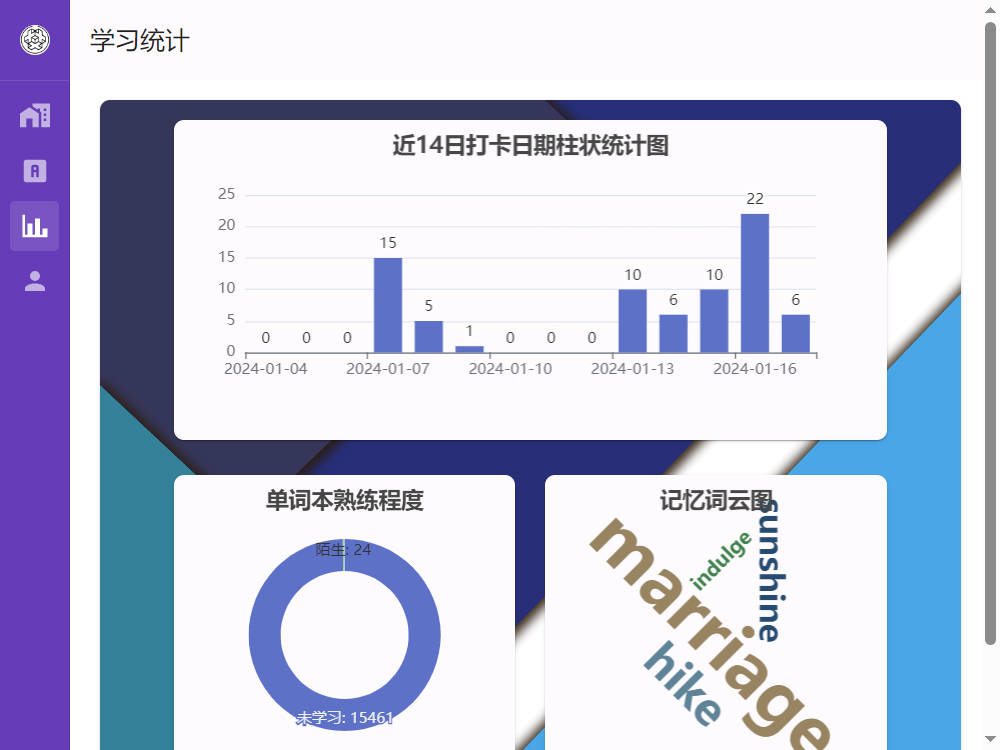 学习统计
近14日打卡日期柱状统计图
25
20
15
10
5
0
0 0 0 15 5 1 0 0 0 10 6 10 22 6
2024-01-04 2024-01-07 2024-01-10 2024-01-13 2024-01-16
单词本熟练程度
陌生: 24
未学习: 15461
记忆词云图
sunshine
indulge
marriage
hike